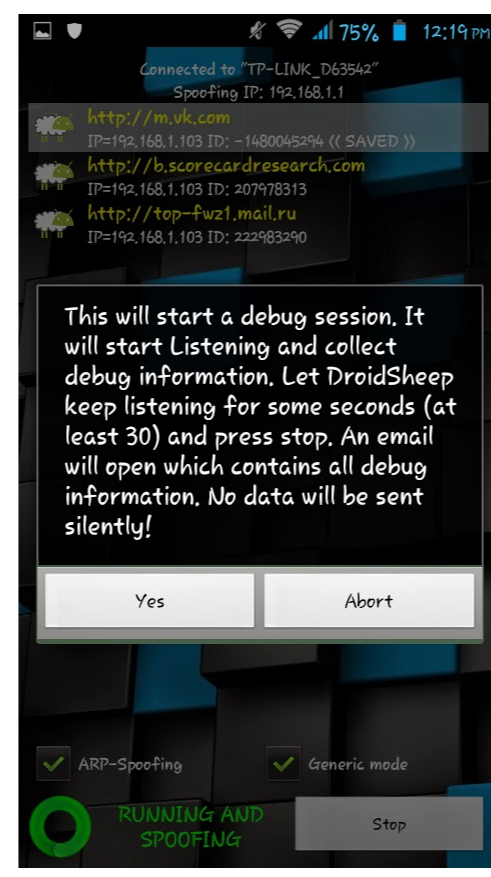 75% 12:19 PM
Connected to "TP-LINK_D63542"
Spoofing IP: 192.168.1.1
http://m.vk.com
IP=192.168.1.103 ID: -1480045294 (( SAVED ))
http://b.scorecardresearch.com
IP=192.168.1.103 ID: 207978313
http://top-fwz1.mail.ru
IP=192.168.1.103 ID: 222983290
This will start a debug session. It
will start Listening and collect
debug information. Let DroidSheep
keep listening for some seconds (at
least 30) and press stop. An email
will open which contains all debug
information. No data will be sent
silently!
Yes Abort
ARP-Spoofing Generic mode
RUNNING AND
SPOOFING
Stop